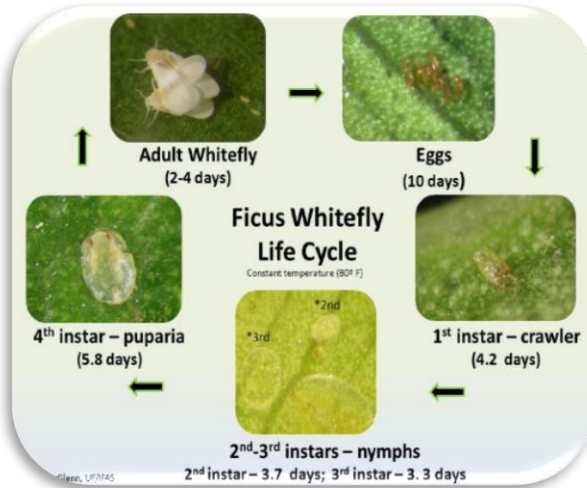 Adult Whitefly
(2-4 days)
Eggs
(10 days)
Ficus Whitefly
Life Cycle
Constant temperature (80º F)
4th instar – puparia
(5.8 days)
*2nd
*3rd
1st instar – crawler
(4.2 days)
2nd-3rd instars – nymphs
2nd instar – 3.7 days; 3rd instar – 3. 3 days
Glenn, UF/IFAS